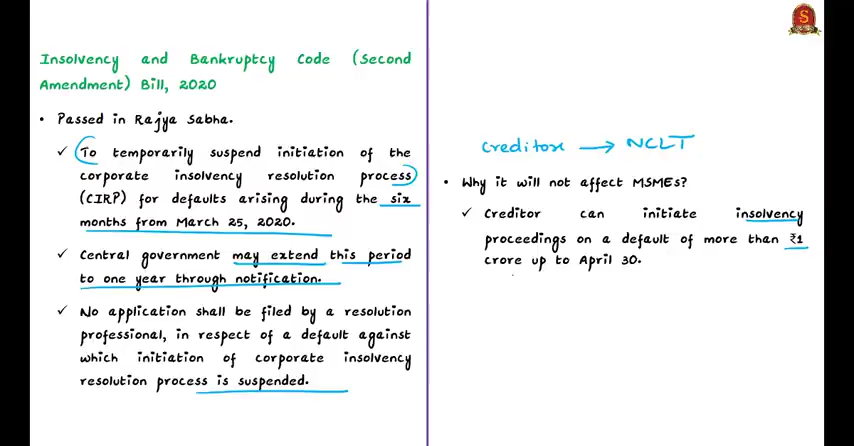 Insolvency and Bankruptcy Code (Second
Amendment) Bill, 2020
• Passed in Rajya Sabha.
✓ To temporarily suspend initiation of the
corporate insolvency resolution process
(CIRP) for defaults arising during the six
months from March 25, 2020.
✓ Central government may extend this period
to one year through notification.
✓ No application shall be filed by a resolution
professional, in respect of a default against
which initiation of corporate insolvency
resolution process is suspended.
Creditor → NCLT
• Why it will not affect MSMEs?
✓ Creditor can initiate insolvency
proceedings on a default of more than ₹1
crore up to April 30.